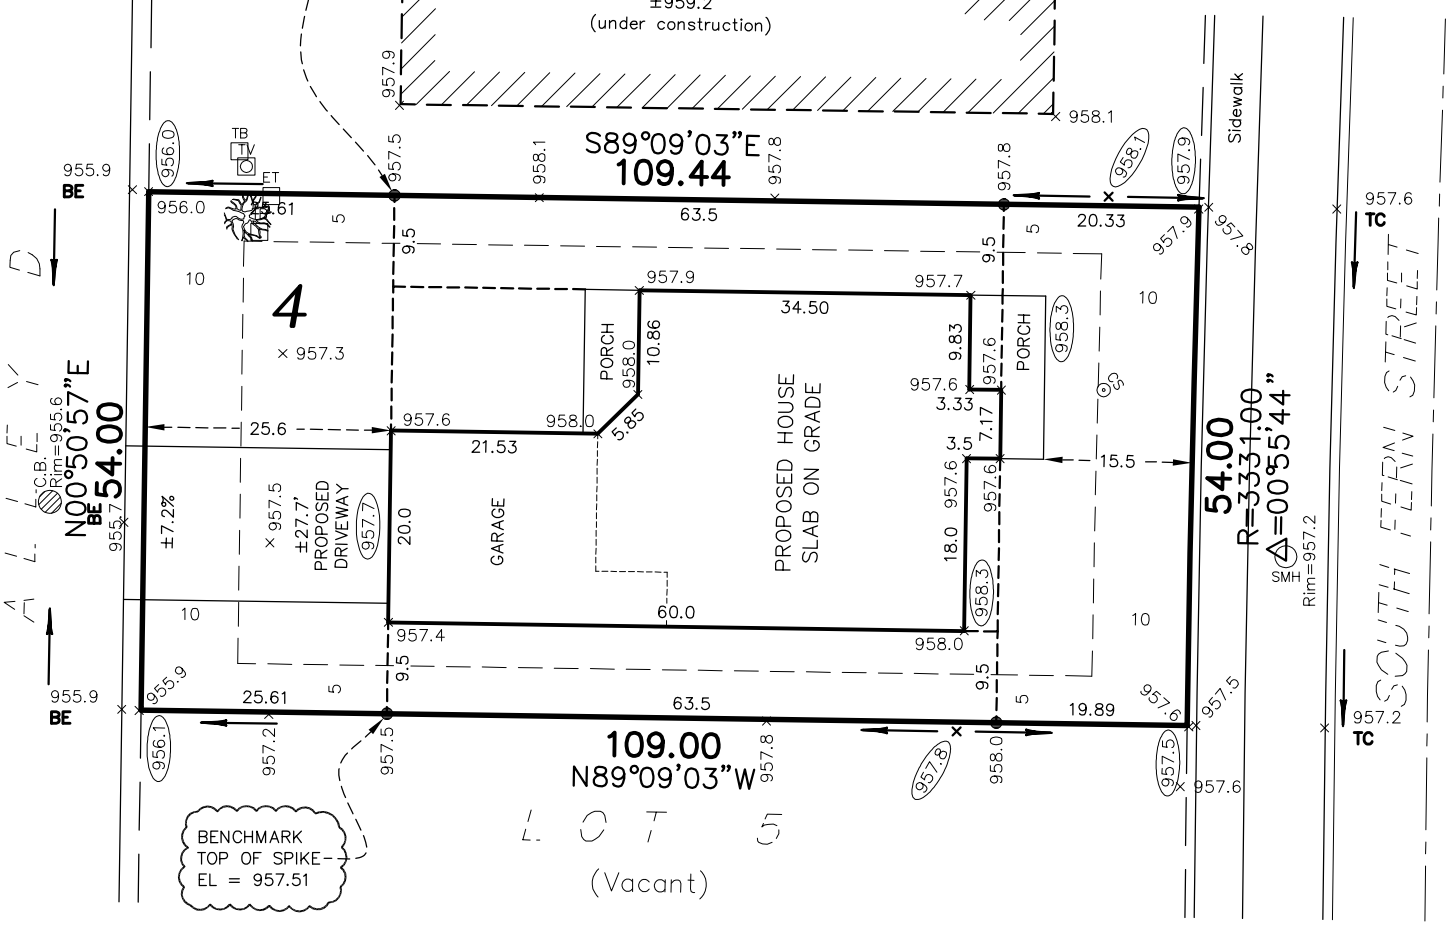 ±959.2
(under construction)
957.9
958.1
Sidewalk
S89°09'03"E
109.44
957.5
958.1
957.8
957.8
958.1
957.9
956.0
955.9
BE
TB
TV
ET
956.0
5
63.5
20.33
5
957.9
957.8
957.6
TC
9.5
9.5
10
4
957.3
957.9
957.7
34.50
10
PORCH
958.0
10.86
9.83
957.6
PORCH
958.3
957.6
3.33
CS
7.17
3.5
957.6
957.6
ALLEY D
C.B.
Rim=955.6
N00°50'57"E
54.00
BE
955.7
25.6
957.6
958.0
5.85
21.53
PROPOSED HOUSE
SLAB ON GRADE
15.5
54.00
R=3331.00
Δ=00°55'44"
SMH
Rim=957.2
SOUTH FERN STREET
±7.2%
957.5
±27.7'
PROPOSED
DRIVEWAY
957.7
20.0
GARAGE
18.0
958.3
10
957.4
60.0
958.0
10
9.5
9.5
955.9
BE
955.9
25.61
5
63.5
5
19.89
957.6
957.5
957.2
TC
956.1
957.2
957.5
109.00
N89°09'03"W
957.8
957.8
958.0
957.5
957.6
BENCHMARK
TOP OF SPIKE
EL = 957.51
LOT 5
(Vacant)